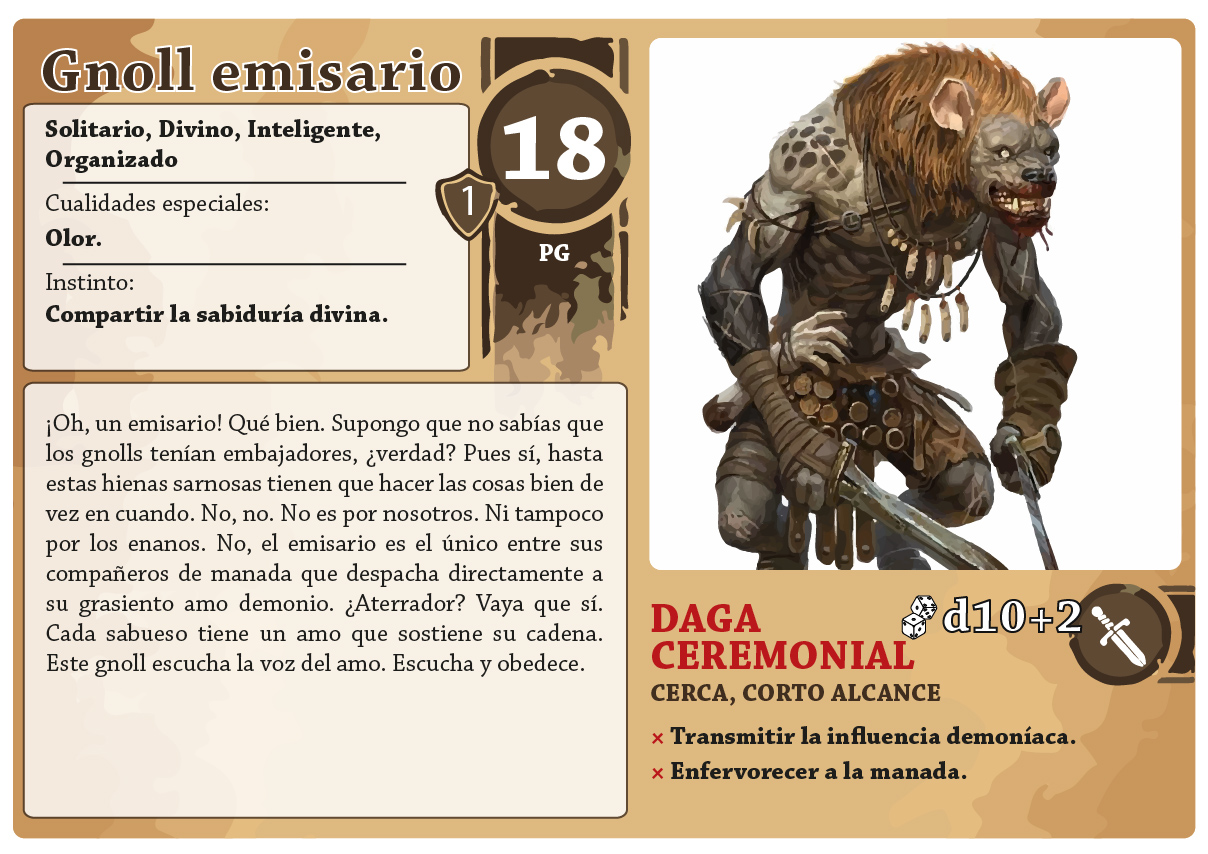 Gnoll emisario
Solitario, Divino, Inteligente,
Organizado
Cualidades especiales:
Olor.
Instinto:
Compartir la sabiduría divina.
1
18
PG
¡Oh, un emisario! Qué bien. Supongo que no sabías que
los gnolls tenían embajadores, ¿verdad? Pues sí, hasta
estas hienas sarnosas tienen que hacer las cosas bien de
vez en cuando. No, no. No es por nosotros. Ni tampoco
por los enanos. No, el emisario es el único entre sus
compañeros de manada que despacha directamente a
su grasiento amo demonio. ¿Aterrador? Vaya que sí.
Cada sabueso tiene un amo que sostiene su cadena.
Este gnoll escucha la voz del amo. Escucha y obedece.
DAGA
CEREMONIAL
d10+2
CERCA, CORTO ALCANCE
× Transmitir la influencia demoníaca.
× Enfervorecer a la manada.